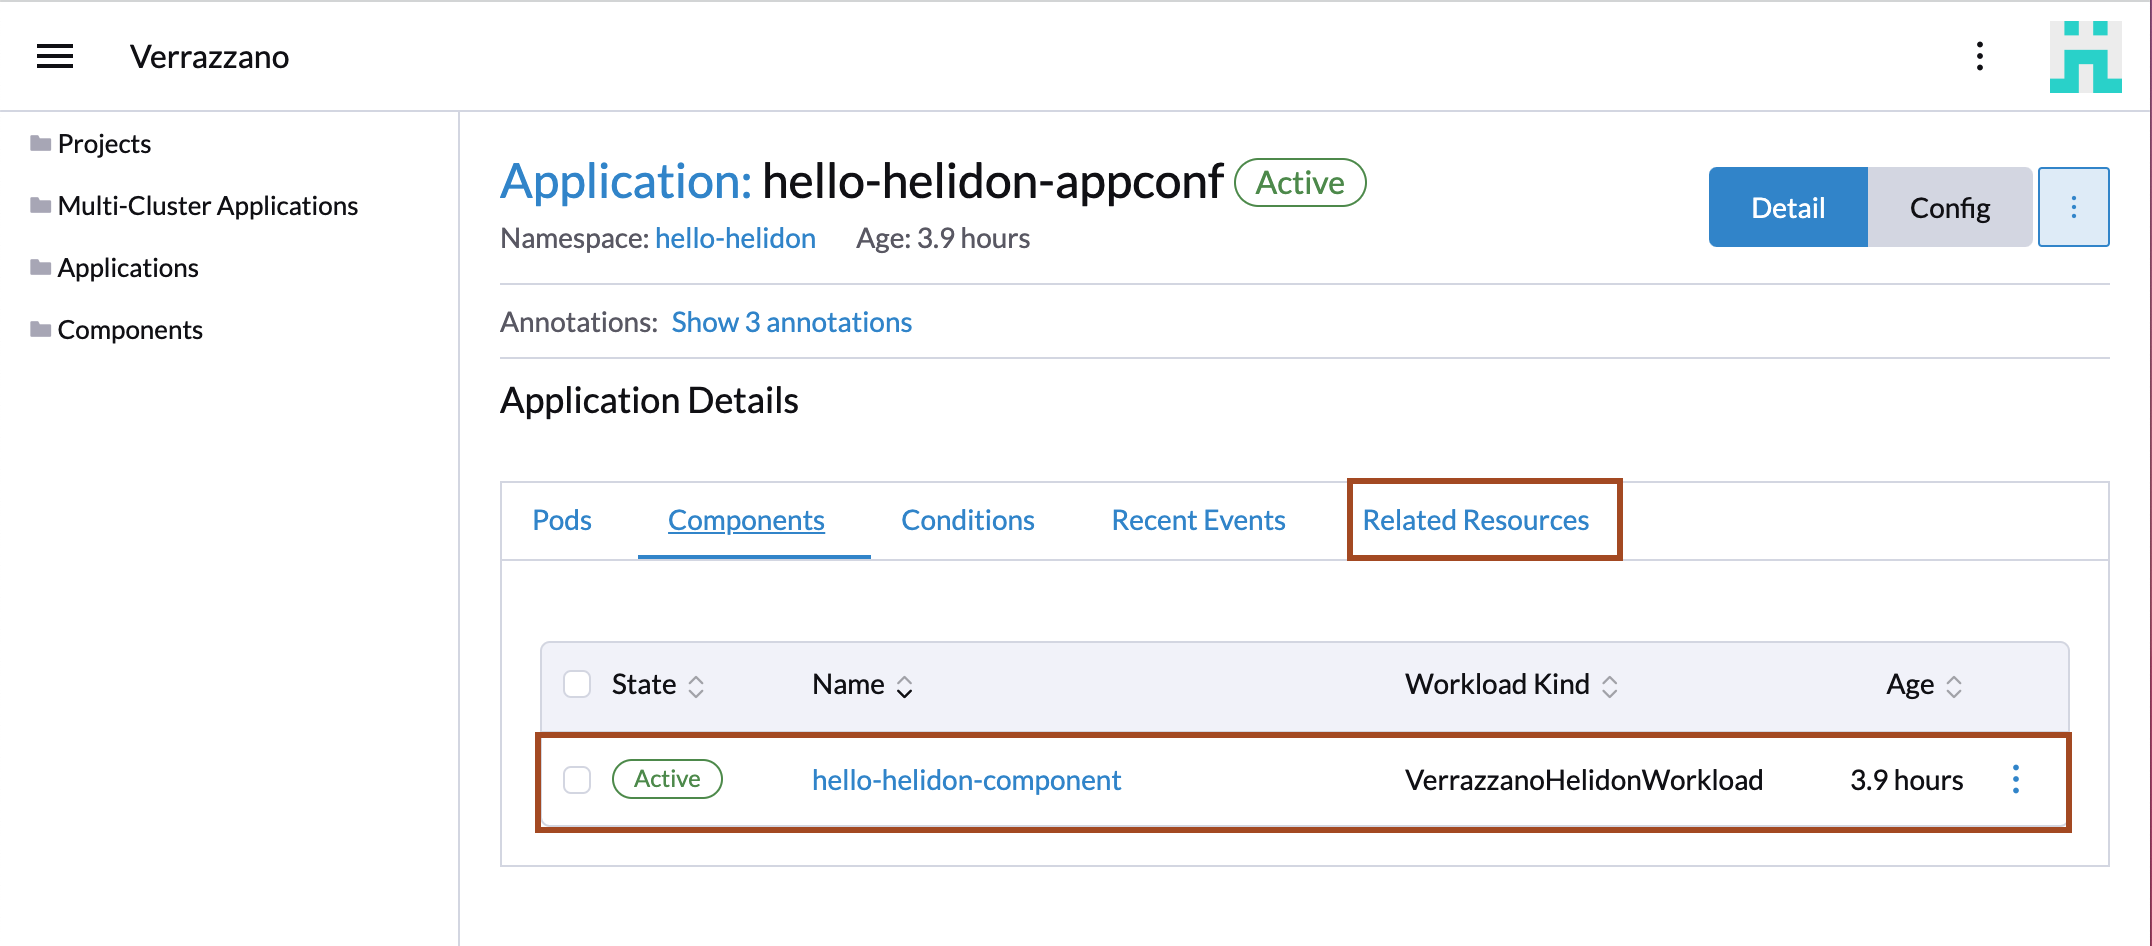 Verrazzano
Projects
Multi-Cluster Applications
Applications
Components
Application: hello-helidon-appconf Active
Namespace: hello-helidon Age: 3.9 hours
Detail Config
Annotations: Show 3 annotations
Application Details
Pods Components Conditions Recent Events Related Resources
State Name Workload Kind Age
Active hello-helidon-component VerrazzanoHelidonWorkload 3.9 hours